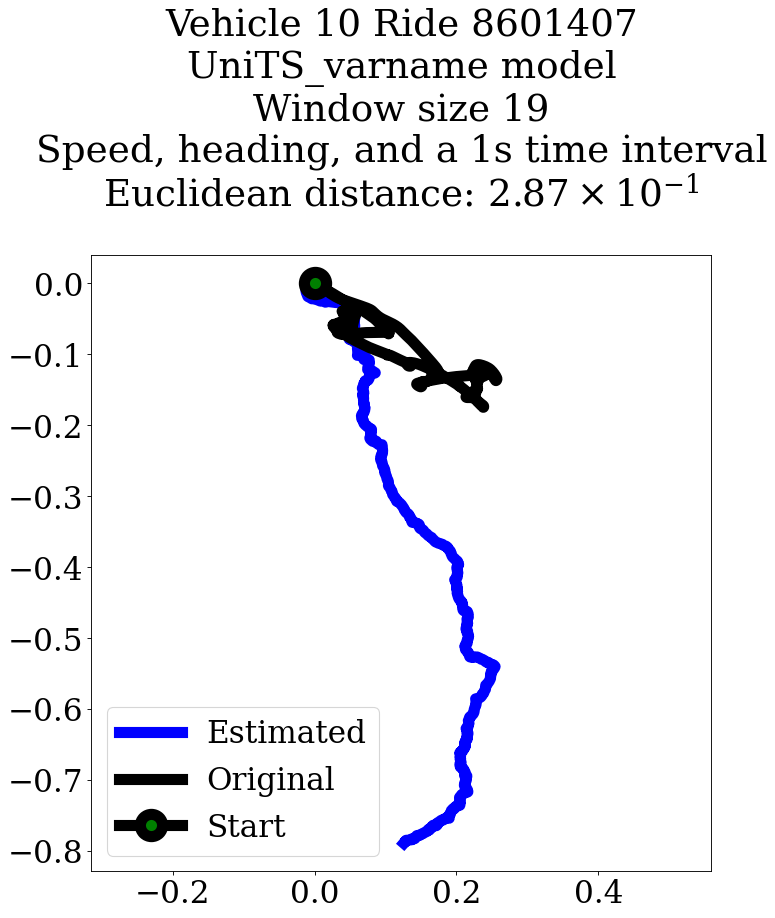 Vehicle 10 Ride 8601407
UniTS_varname model
Window size 19
Speed, heading, and a 1s time interval
Euclidean distance: 2.87 × 10⁻¹
0.0
−0.1
−0.2
−0.3
−0.4
−0.5
−0.6
−0.7
−0.8
Estimated
Original
Start
−0.2 0.0 0.2 0.4